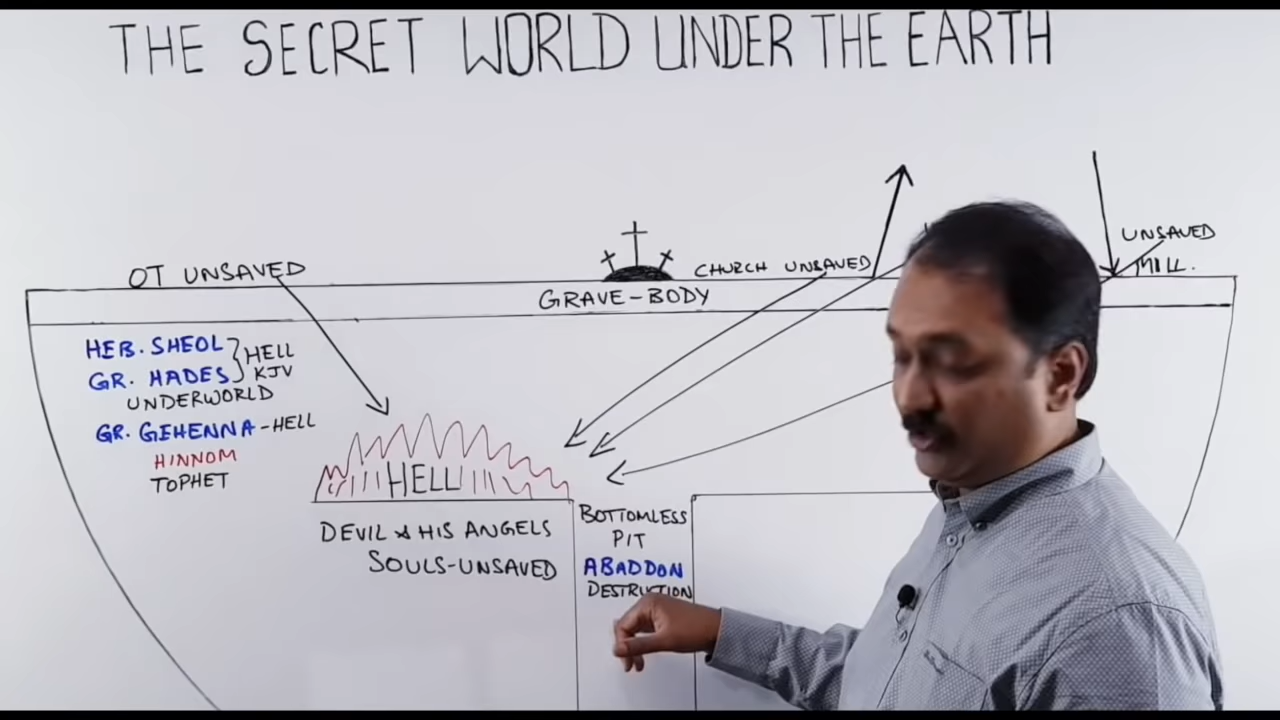 THE SECRET WORLD UNDER THE EARTH
UNSAVED
MILL.
OT UNSAVED
CHURCH UNSAVED
GRAVE-BODY
HEB. SHEOL
GR. HADES
HELL
KJV
UNDERWORLD
GR. GEHENNA-HELL
HINNOM
TOPHET
HELL
DEVIL & HIS ANGELS
SOULS-UNSAVED
BOTTOMLESS
PIT
ABADDON
DESTRUCTION